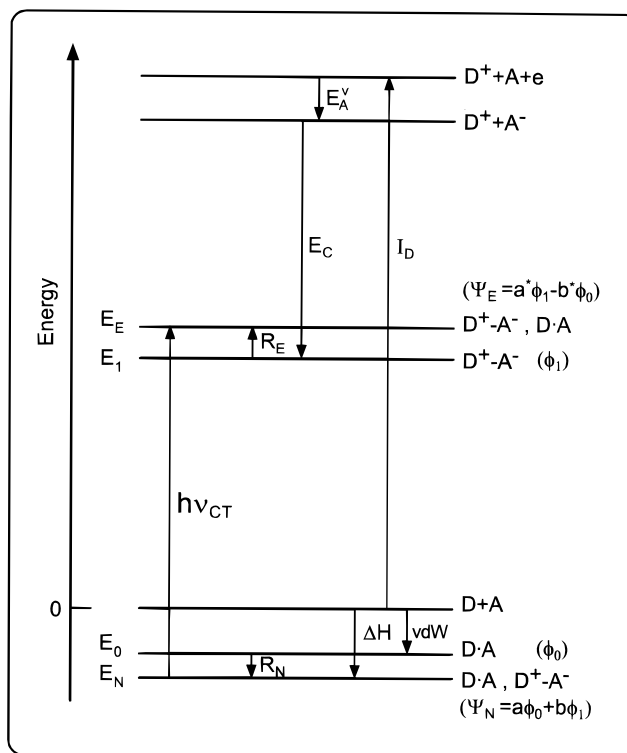 D⁺+A+e
E_A^v
D⁺+A⁻
E_C
I_D
Energy
(Ψ_E =a*ϕ₁-b*ϕ₀)
E_E
D⁺-A⁻ , D·A
R_E
E₁
D⁺-A⁻ (ϕ₁)
hν_CT
0
D+A
ΔH
vdW
E₀
D·A (ϕ₀)
R_N
E_N
D·A , D⁺-A⁻
(Ψ_N =aϕ₀+bϕ₁)